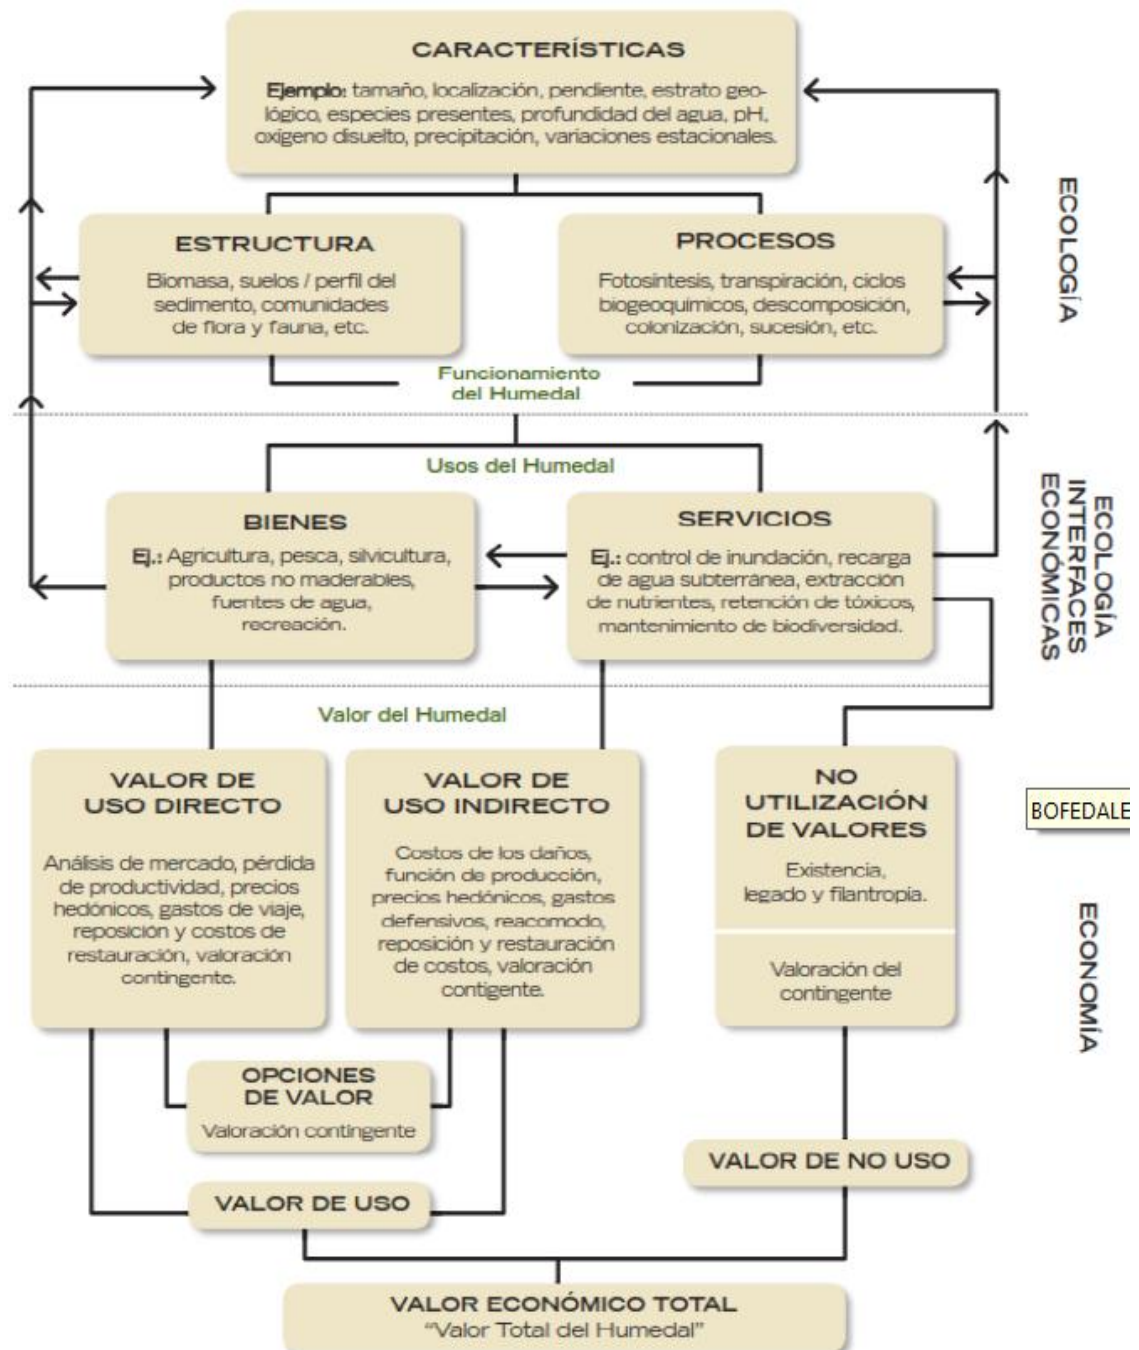 CARACTERÍSTICAS
Ejemplo: tamaño, localización, pendiente, estrato geo-
lógico, especies presentes, profundidad del agua, pH,
oxígeno disuelto, precipitación, variaciones estacionales.
ESTRUCTURA
Biomasa, suelos / perfil del
sedimento, comunidades
de flora y fauna, etc.
PROCESOS
Fotosíntesis, transpiración, ciclos
biogeoquímicos, descomposición,
colonización, sucesión, etc.
ECOLOGÍA
Funcionamiento
del Humedal
Usos del Humedal
BIENES
Ej.: Agricultura, pesca, silvicultura,
productos no maderables,
fuentes de agua,
recreación.
SERVICIOS
Ej.: control de inundación, recarga
de agua subterránea, extracción
de nutrientes, retención de tóxicos,
mantenimiento de biodiversidad.
ECOLOGÍA
INTERFACES
ECONÓMICAS
Valor del Humedal
VALOR DE
USO DIRECTO
Análisis de mercado, pérdida
de productividad, precios
hedónicos, gastos de viaje,
reposición y costos de
restauración, valoración
contingente.
VALOR DE
USO INDIRECTO
Costos de los daños,
función de producción,
precios hedónicos, gastos
defensivos, reacomodo,
reposición y restauración
de costos, valoración
contigente.
NO
UTILIZACIÓN
DE VALORES
Existencia,
legado y filantropía.
Valoración del
contingente
BOFEDALE
ECONOMÍA
OPCIONES
DE VALOR
Valoración contingente
VALOR DE USO
VALOR DE NO USO
VALOR ECONÓMICO TOTAL
"Valor Total del Humedal"